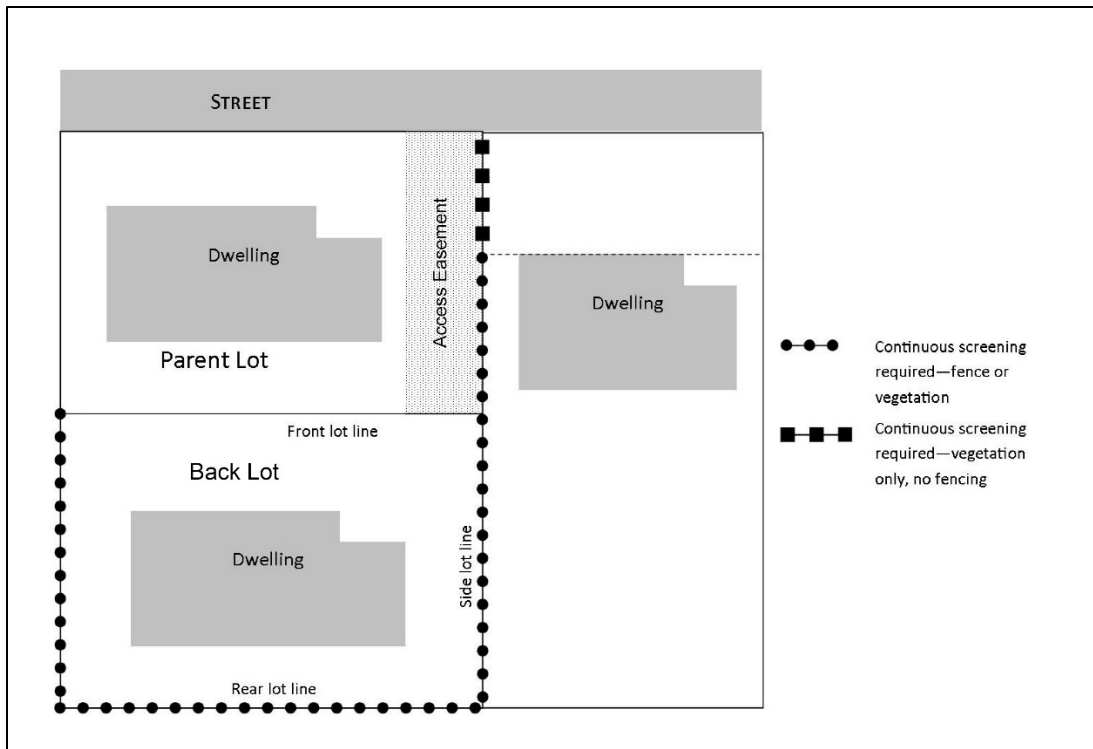 STREET
Dwelling
Access Easement
Dwelling
Parent Lot
Continuous screening
required—fence or
vegetation
Front lot line
Continuous screening
required—vegetation
only, no fencing
Back Lot
Dwelling
Side lot line
Rear lot line